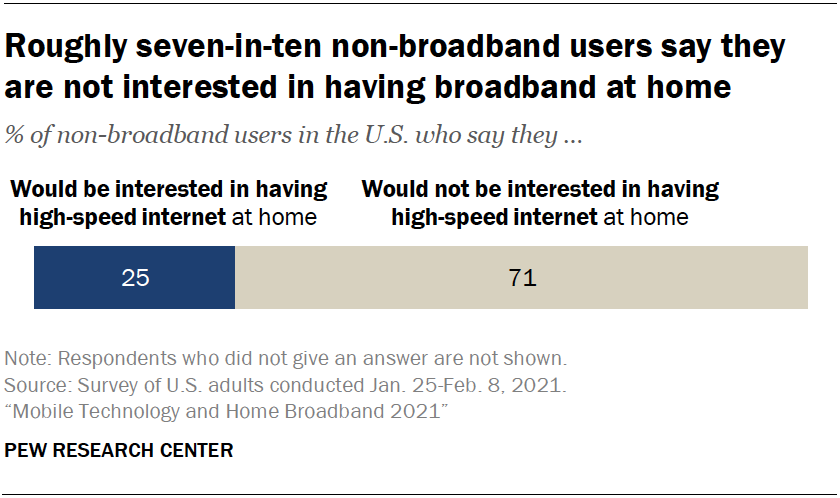 Roughly seven-in-ten non-broadband users say they
are not interested in having broadband at home
% of non-broadband users in the U.S. who say they ...
Would be interested in having
high-speed internet at home
Would not be interested in having
high-speed internet at home
25
71
Note: Respondents who did not give an answer are not shown.
Source: Survey of U.S. adults conducted Jan. 25-Feb. 8, 2021.
“Mobile Technology and Home Broadband 2021”
PEW RESEARCH CENTER